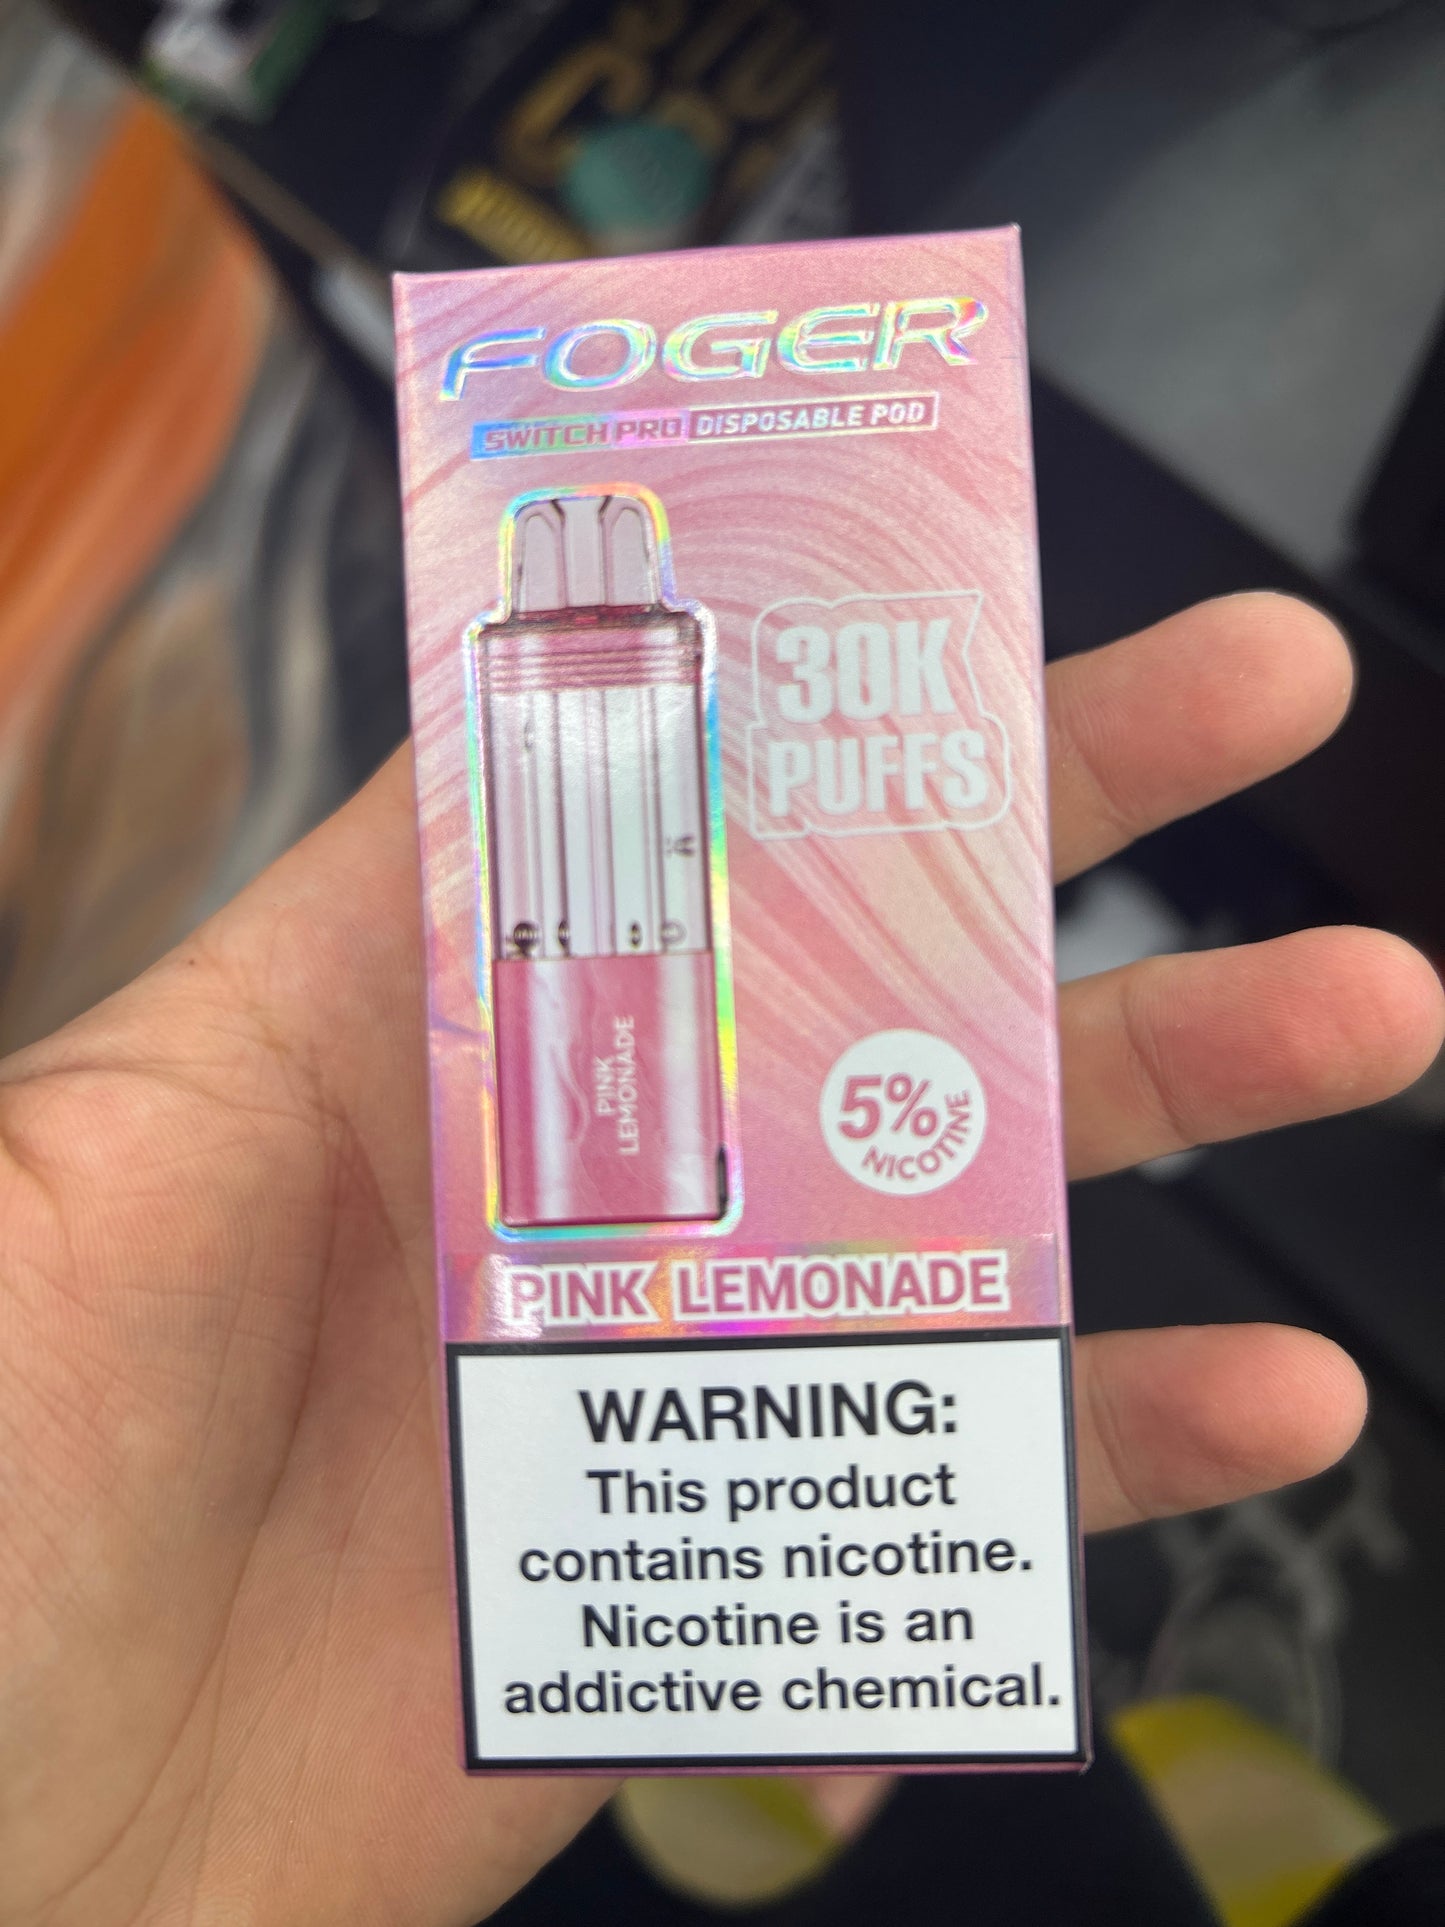 FOGER
SWITCH PRO DISPOSABLE POD
30K
PUFFS
PINK
LEMONADE
5%
NICOTINE
PINK LEMONADE
WARNING:
This product
contains nicotine.
Nicotine is an
addictive chemical.